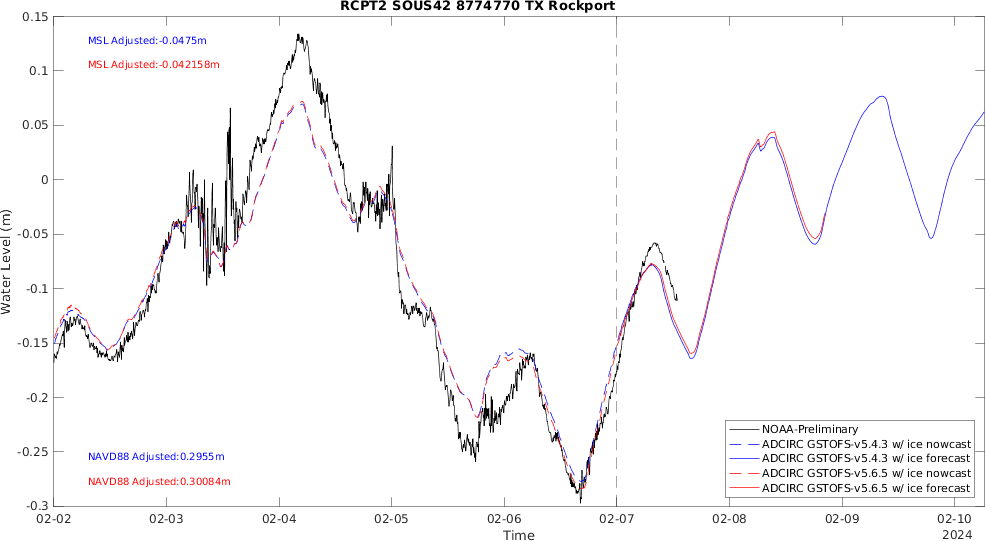 RCPT2 SOUS42 8774770 TX Rockport
0.15
0.1
0.05
0
-0.05
-0.1
-0.15
-0.2
-0.25
-0.3
Water Level (m)
MSL Adjusted:-0.0475m
MSL Adjusted:-0.042158m
NAVD88 Adjusted:0.2955m
NAVD88 Adjusted:0.30084m
NOAA-Preliminary
ADCIRC GSTOFS-v5.4.3 w/ ice nowcast
ADCIRC GSTOFS-v5.4.3 w/ ice forecast
ADCIRC GSTOFS-v5.6.5 w/ ice nowcast
ADCIRC GSTOFS-v5.6.5 w/ ice forecast
02-02 02-03 02-04 02-05 02-06 02-07 02-08 02-09 02-10
Time
2024